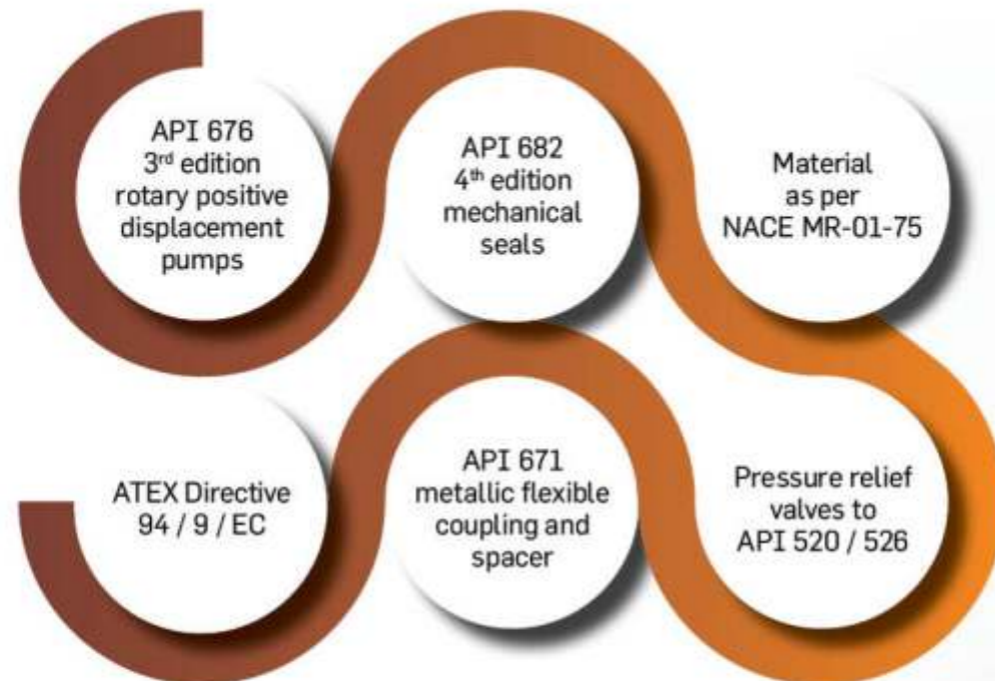 API 676
3rd edition
rotary positive
displacement
pumps
API 682
4th edition
mechanical
seals
Material
as per
NACE MR-01-75
Pressure relief
valves to
API 520 / 526
API 671
metallic flexible
coupling and
spacer
ATEX Directive
94 / 9 / EC